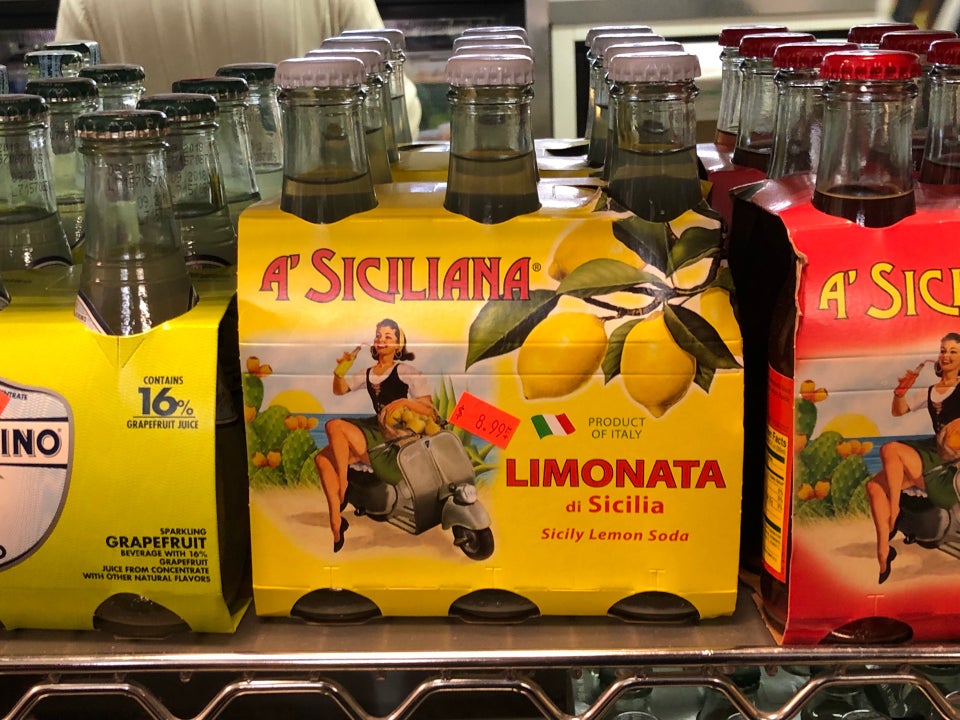 CONTAINS
16%
GRAPEFRUIT JUICE
INO
SPARKLING
GRAPEFRUIT
BEVERAGE WITH 16%
GRAPEFRUIT
JUICE FROM CONCENTRATE
WITH OTHER NATURAL FLAVORS
A' SICILIANA®
$ 8.99
PRODUCT
OF ITALY
LIMONATA
di Sicilia
Sicily Lemon Soda
A' SICI